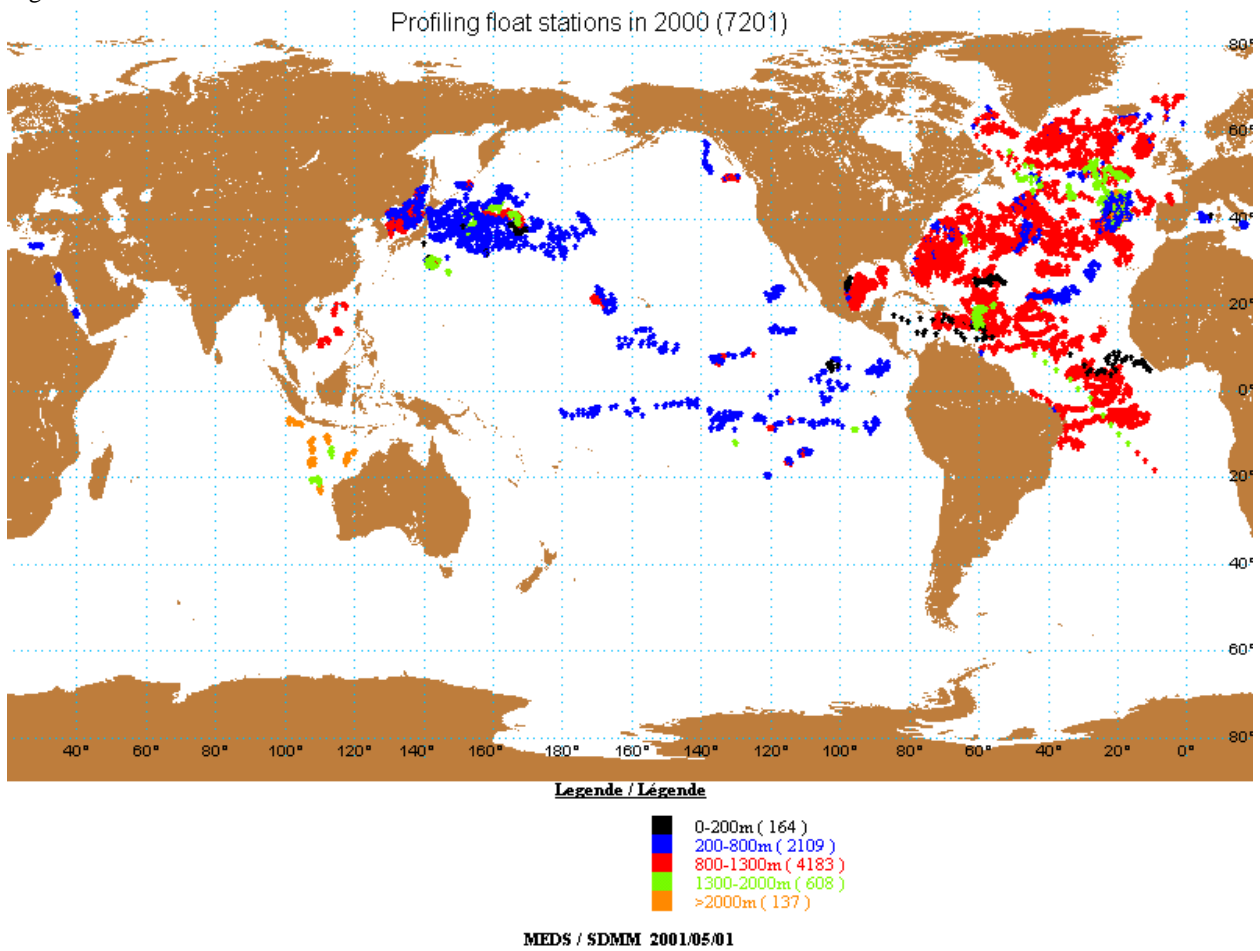 Profiling float stations in 2000 (7201)
80°
60°
40°
20°
0°
20°
40°
60°
80°
40° 60° 80° 100° 120° 140° 160° 180° 160° 140° 120° 100° 80° 60° 40° 20° 0°
Legende / Légende
0-200m ( 164 )
200-800m ( 2109 )
800-1300m ( 4183 )
1300-2000m ( 608 )
>2000m ( 137 )
MEDS / SDMM 2001/05/01